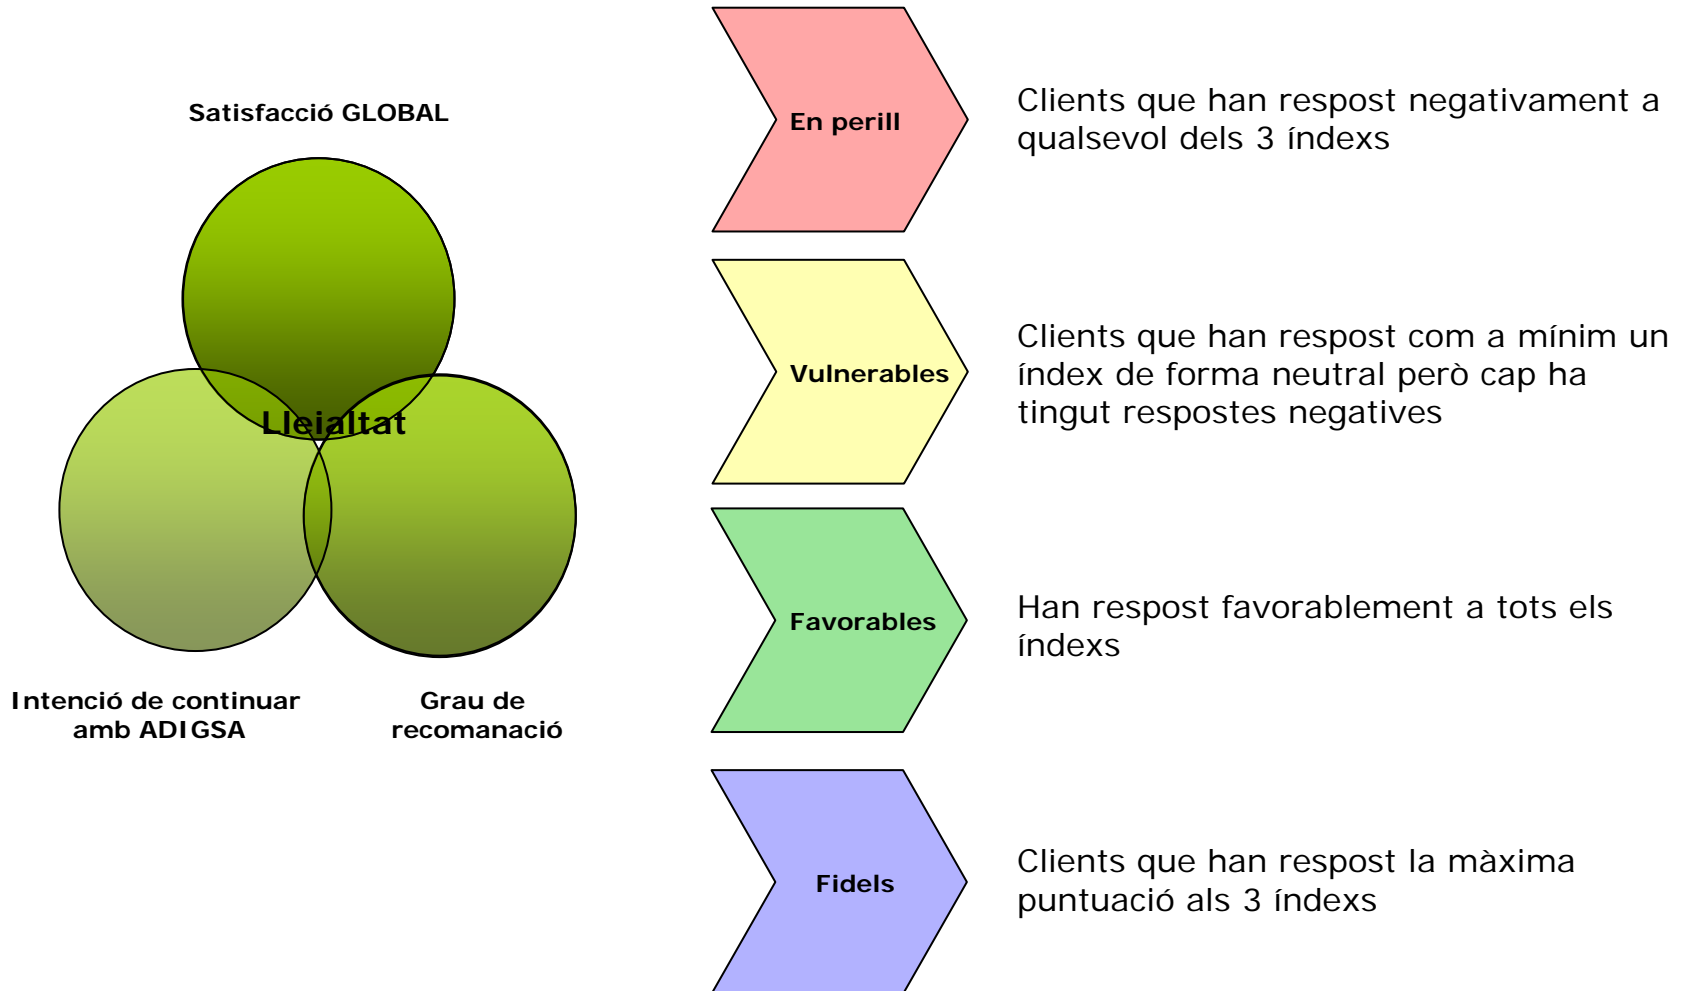 Satisfacció GLOBAL
Lleialtat
Intenció de continuar
amb ADIGSA
Grau de
recomanació
En perill
Clients que han respost negativament a
qualsevol dels 3 índexs
Vulnerables
Clients que han respost com a mínim un
índex de forma neutral però cap ha
tingut respostes negatives
Favorables
Han respost favorablement a tots els
índexs
Fidels
Clients que han respost la màxima
puntuació als 3 índexs